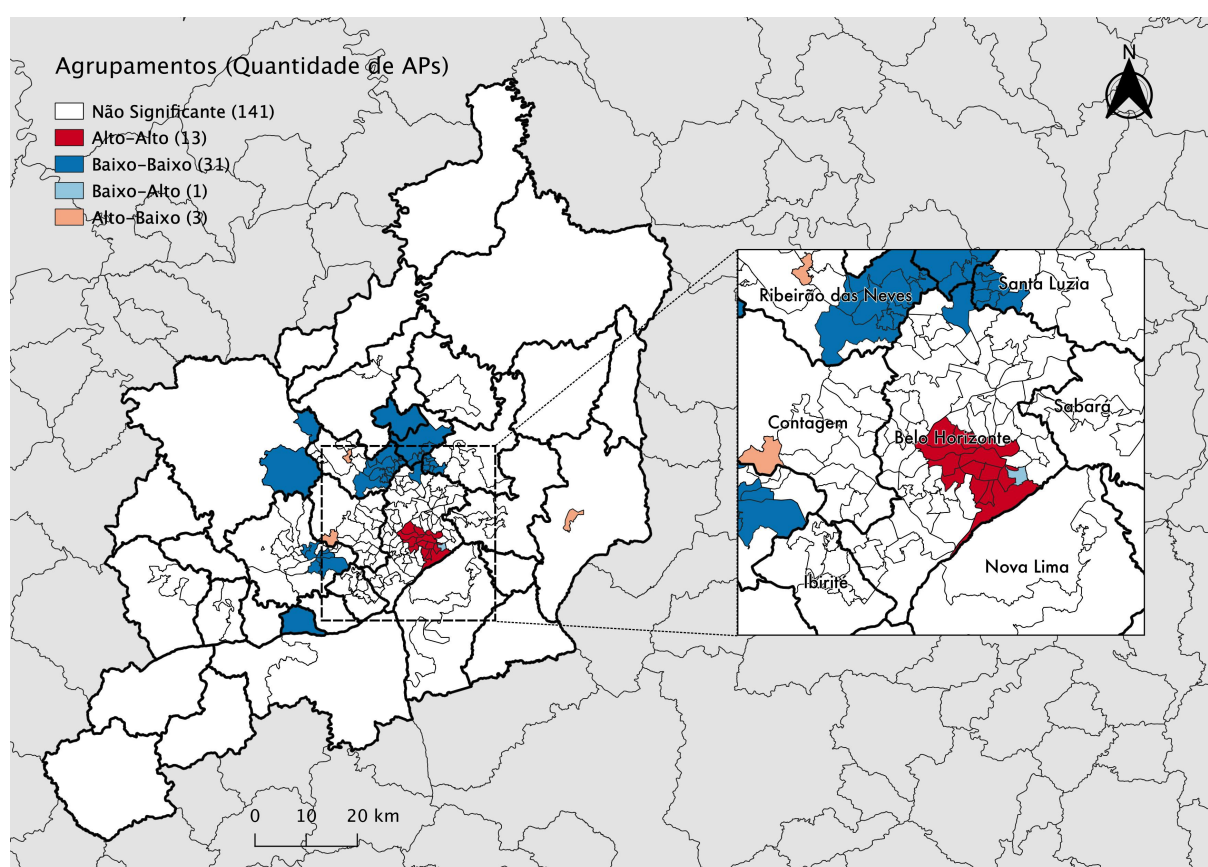 Agrupamentos (Quantidade de APs)
Não Significante (141)
Alto-Alto (13)
Baixo-Baixo (31)
Baixo-Alto (1)
Alto-Baixo (3)
N
Ribeirão das Neves
Santa Luzia
Sabará
Contagem
Belo Horizonte
Nova Lima
Ibirité
0 10 20 km